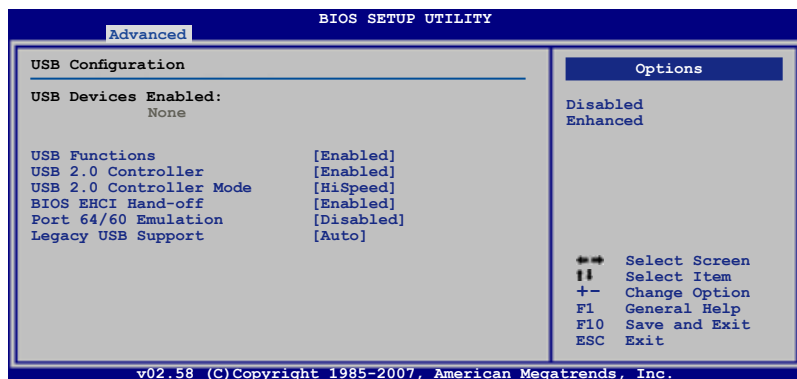 BIOS SETUP UTILITY
Advanced
USB Configuration
USB Devices Enabled:
None
USB Functions [Enabled]
USB 2.0 Controller [Enabled]
USB 2.0 Controller Mode [HiSpeed]
BIOS EHCI Hand-off [Enabled]
Port 64/60 Emulation [Disabled]
Legacy USB Support [Auto]
Options
Disabled
Enhanced
←→ Select Screen
↑↓ Select Item
+- Change Option
F1 General Help
F10 Save and Exit
ESC Exit
v02.58 (C)Copyright 1985-2007, American Megatrends, Inc.